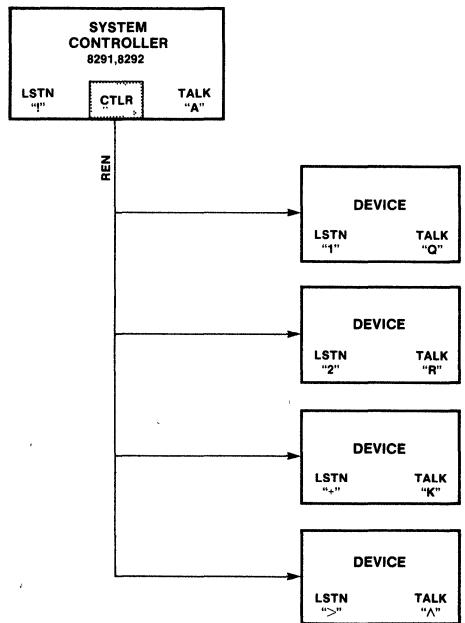 SYSTEM
CONTROLLER
8291,8292
LSTN
"!"
CTLR
TALK
"A"
REN
DEVICE
LSTN
"1"
TALK
"Q"
DEVICE
LSTN
"2"
TALK
"R"
DEVICE
LSTN
"+"
TALK
"K"
DEVICE
LSTN
">"
TALK
"^"